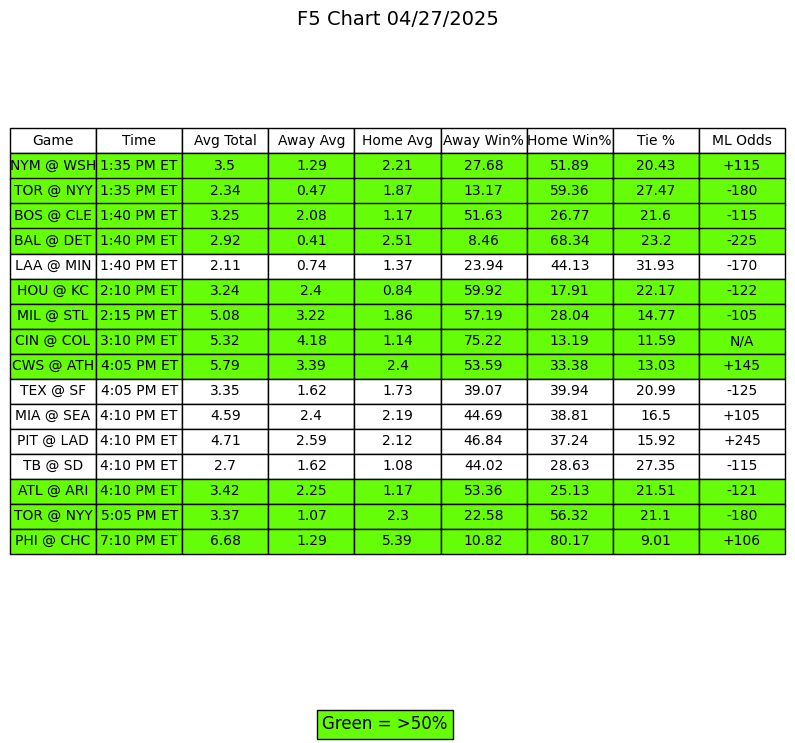 F5 Chart 04/27/2025
Game Time Avg Total Away Avg Home Avg Away Win% Home Win% Tie % ML Odds
NYM @ WSH 1:35 PM ET 3.5 1.29 2.21 27.68 51.89 20.43 +115
TOR @ NYY 1:35 PM ET 2.34 0.47 1.87 13.17 59.36 27.47 -180
BOS @ CLE 1:40 PM ET 3.25 2.08 1.17 51.63 26.77 21.6 -115
BAL @ DET 1:40 PM ET 2.92 0.41 2.51 8.46 68.34 23.2 -225
LAA @ MIN 1:40 PM ET 2.11 0.74 1.37 23.94 44.13 31.93 -170
HOU @ KC 2:10 PM ET 3.24 2.4 0.84 59.92 17.91 22.17 -122
MIL @ STL 2:15 PM ET 5.08 3.22 1.86 57.19 28.04 14.77 -105
CIN @ COL 3:10 PM ET 5.32 4.18 1.14 75.22 13.19 11.59 N/A
CWS @ ATH 4:05 PM ET 5.79 3.39 2.4 53.59 33.38 13.03 +145
TEX @ SF 4:05 PM ET 3.35 1.62 1.73 39.07 39.94 20.99 -125
MIA @ SEA 4:10 PM ET 4.59 2.4 2.19 44.69 38.81 16.5 +105
PIT @ LAD 4:10 PM ET 4.71 2.59 2.12 46.84 37.24 15.92 +245
TB @ SD 4:10 PM ET 2.7 1.62 1.08 44.02 28.63 27.35 -115
ATL @ ARI 4:10 PM ET 3.42 2.25 1.17 53.36 25.13 21.51 -121
TOR @ NYY 5:05 PM ET 3.37 1.07 2.3 22.58 56.32 21.1 -180
PHI @ CHC 7:10 PM ET 6.68 1.29 5.39 10.82 80.17 9.01 +106
Green = >50%